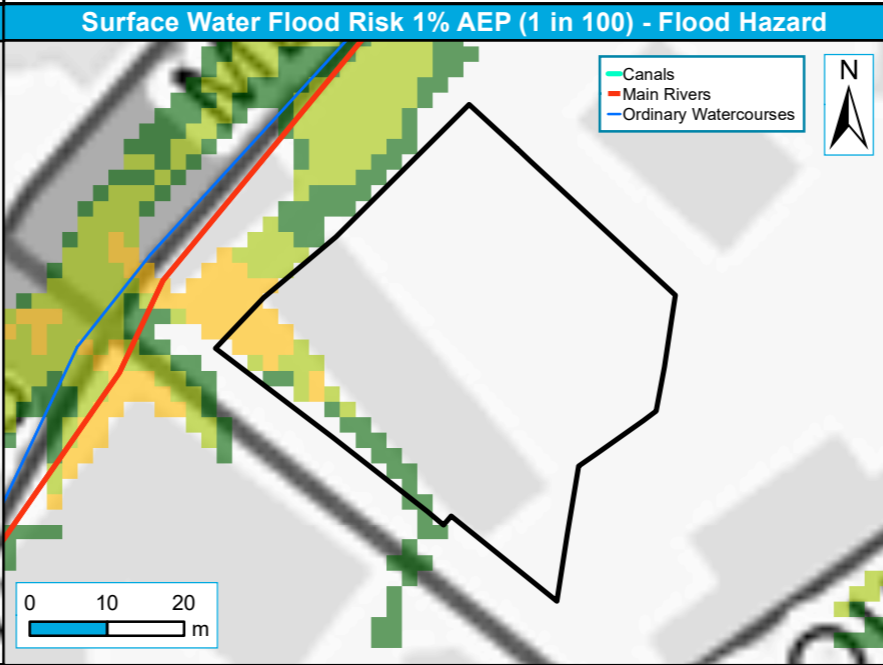 Surface Water Flood Risk 1% AEP (1 in 100) - Flood Hazard
Canals
Main Rivers
Ordinary Watercourses
N
0 10 20
m